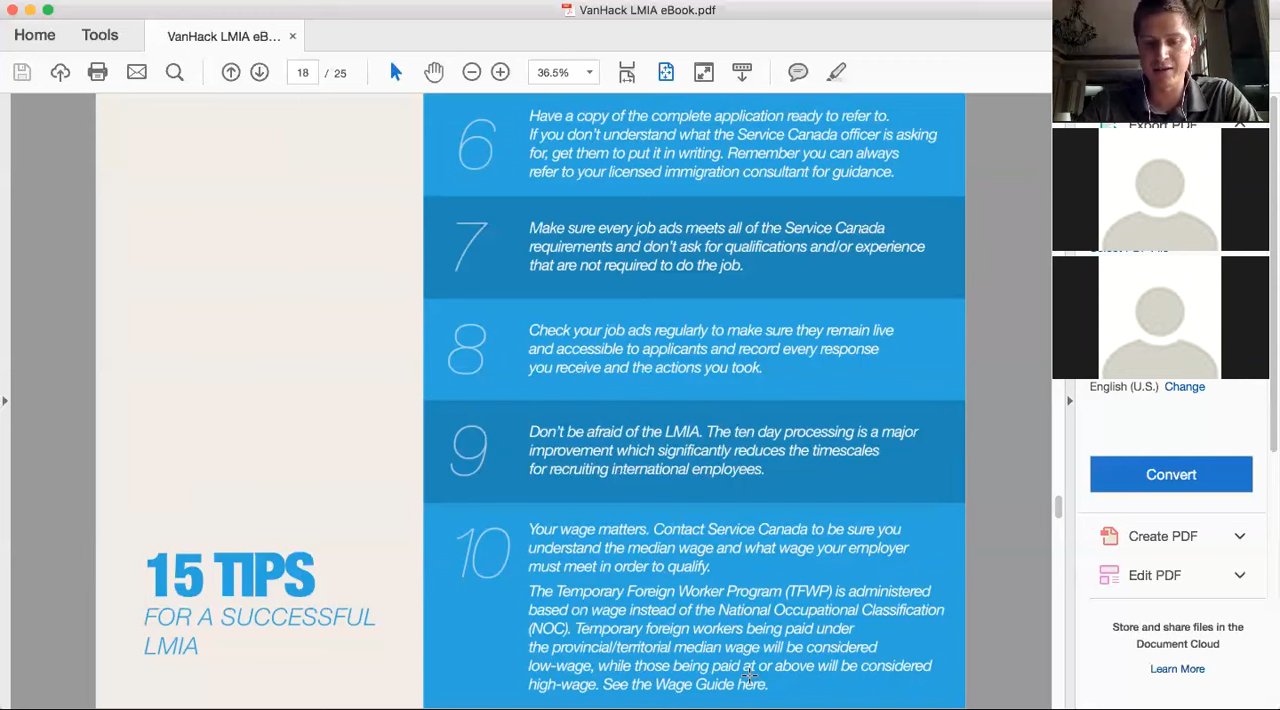 VanHack LMIA eBook.pdf
Home
Tools
VanHack LMIA eB...
×
18 / 25
36.5%
6
Have a copy of the complete application ready to refer to.
If you don't understand what the Service Canada officer is asking
for, get them to put it in writing. Remember you can always
refer to your licensed immigration consultant for guidance.
7
Make sure every job ads meets all of the Service Canada
requirements and don't ask for qualifications and/or experience
that are not required to do the job.
8
Check your job ads regularly to make sure they remain live
and accessible to applicants and record every response
you receive and the actions you took.
9
Don't be afraid of the LMIA. The ten day processing is a major
improvement which significantly reduces the timescales
for recruiting international employees.
10
Your wage matters. Contact Service Canada to be sure you
understand the median wage and what wage your employer
must meet in order to qualify.
The Temporary Foreign Worker Program (TFWP) is administered
based on wage instead of the National Occupational Classification
(NOC). Temporary foreign workers being paid under
the provincial/territorial median wage will be considered
low-wage, while those being paid at or above will be considered
high-wage. See the Wage Guide here.
15 TIPS
FOR A SUCCESSFUL
LMIA
Export PDF
English (U.S.) Change
Convert
Create PDF
Edit PDF
Store and share files in the
Document Cloud
Learn More